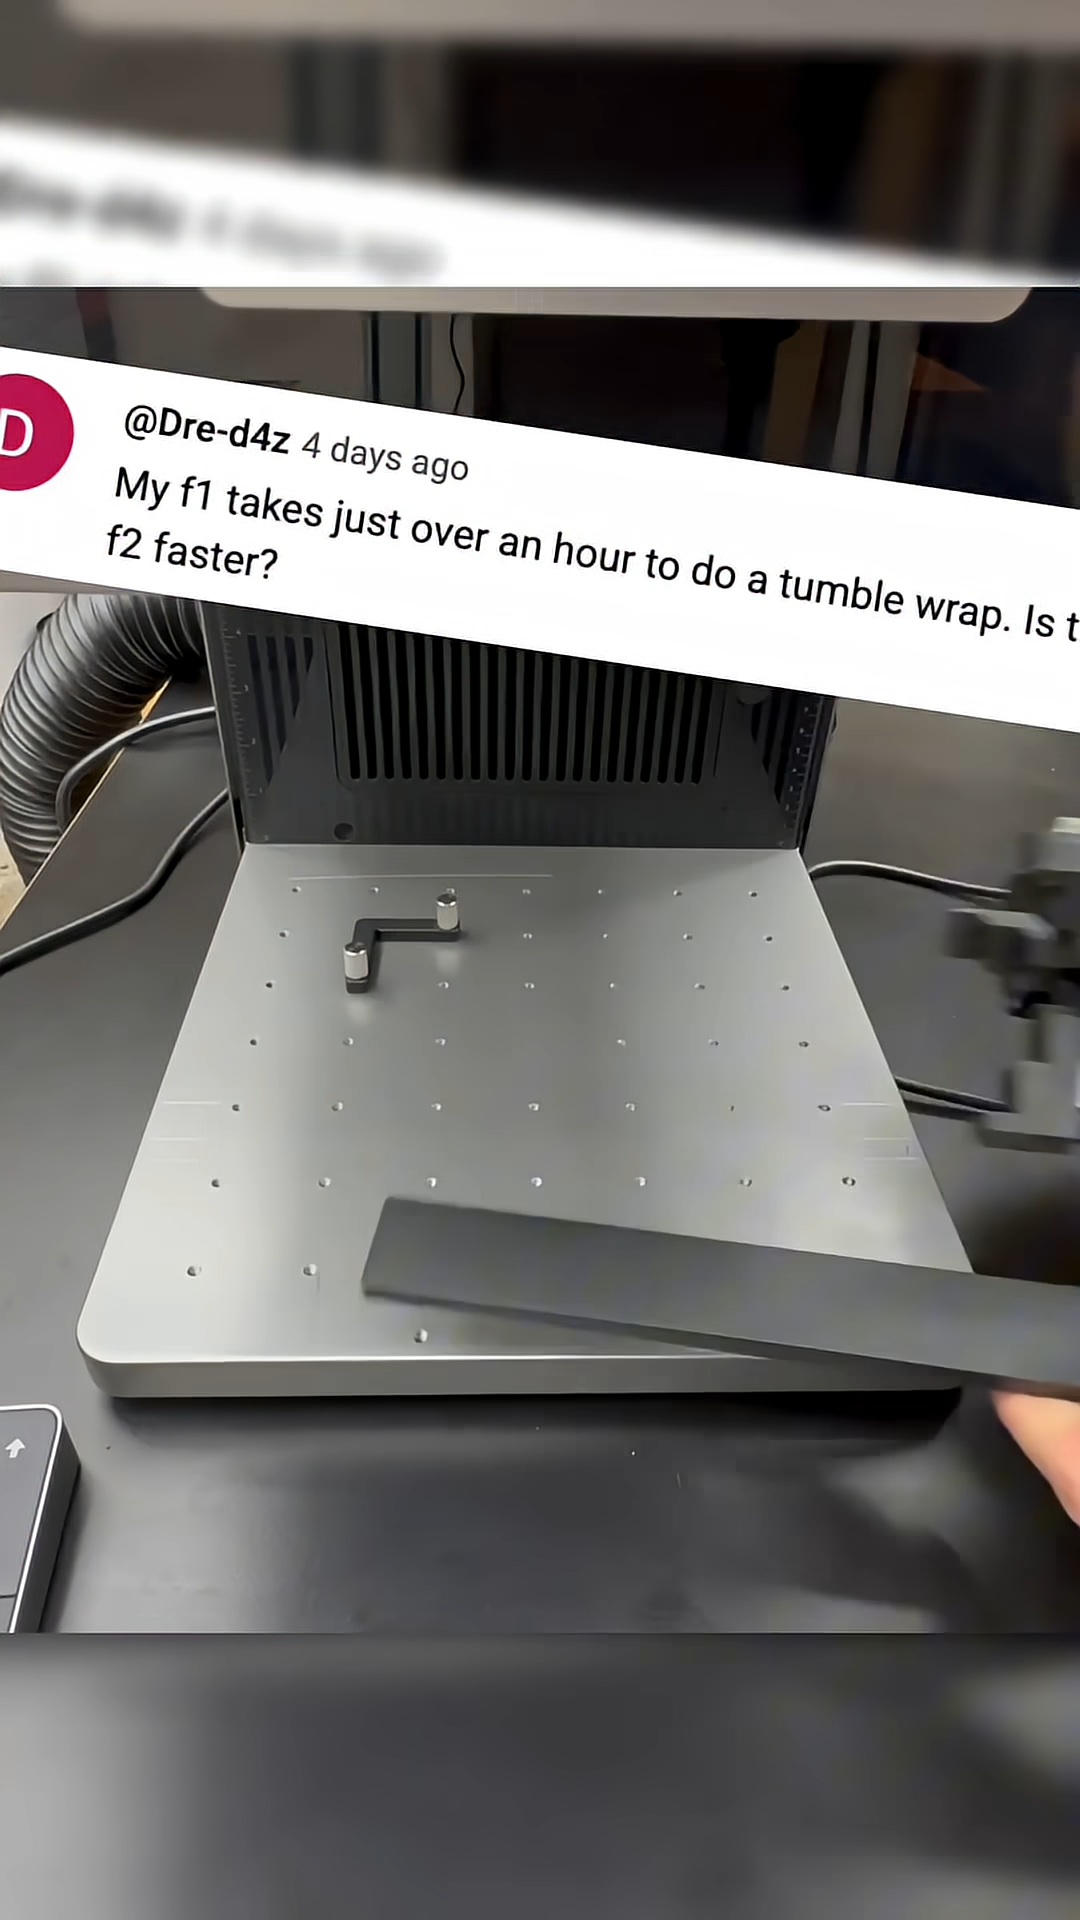 D
@Dre-d4z 4 days ago
My f1 takes just over an hour to do a tumble wrap. Is
f2 faster?